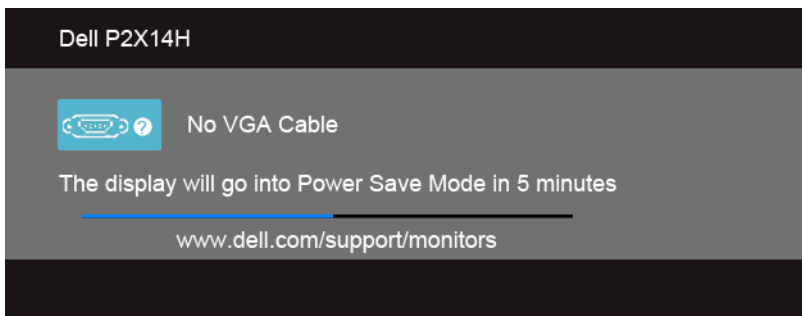 Dell P2X14H
No VGA Cable
The display will go into Power Save Mode in 5 minutes
www.dell.com/support/monitors